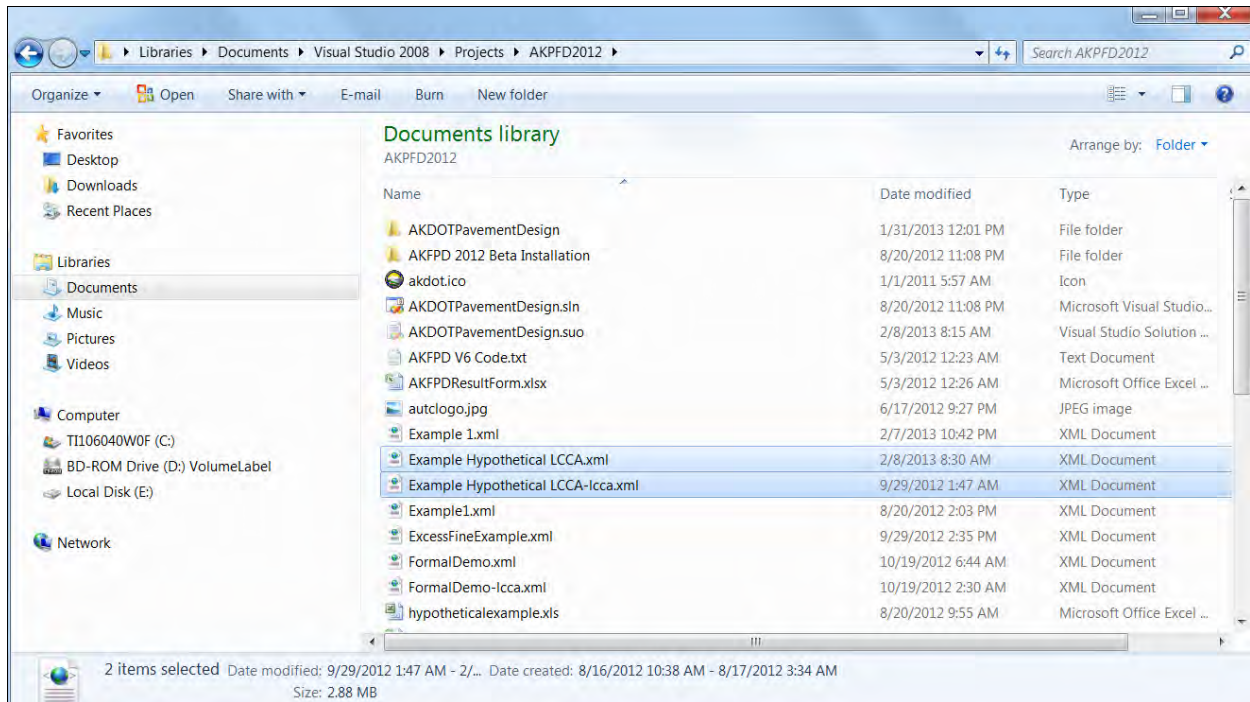 Libraries Documents Visual Studio 2008 Projects AKPFD2012 Search AKPFD2012
Organize Open Share with E-mail Burn New folder
Favorites
Desktop
Downloads
Recent Places
Libraries
Documents
Music
Pictures
Videos
Computer
TI106040W0F (C:)
BD-ROM Drive (D:) VolumeLabel
Local Disk (E:)
Network
Documents library
AKPFD2012
Arrange by: Folder
Name Date modified Type
AKDOTPavementDesign 1/31/2013 12:01 PM File folder
AKFPD 2012 Beta Installation 8/20/2012 11:08 PM File folder
akdot.ico 1/1/2011 5:57 AM Icon
AKDOTPavementDesign.sln 8/20/2012 11:08 PM Microsoft Visual Studio...
AKDOTPavementDesign.suo 2/8/2013 8:15 AM Visual Studio Solution ...
AKFPD V6 Code.txt 5/3/2012 12:23 AM Text Document
AKFPDResultForm.xlsx 5/3/2012 12:26 AM Microsoft Office Excel ...
autclogo.jpg 6/17/2012 9:27 PM JPEG image
Example 1.xml 2/7/2013 10:42 PM XML Document
Example Hypothetical LCCA.xml 2/8/2013 8:30 AM XML Document
Example Hypothetical LCCA-lcca.xml 9/29/2012 1:47 AM XML Document
Example1.xml 8/20/2012 2:03 PM XML Document
ExcessFineExample.xml 9/29/2012 2:35 PM XML Document
FormalDemo.xml 10/19/2012 6:44 AM XML Document
FormalDemo-lcca.xml 10/19/2012 2:30 AM XML Document
hypotheticalexample.xls 8/20/2012 9:55 AM Microsoft Office Excel ...
2 items selected Date modified: 9/29/2012 1:47 AM - 2/... Date created: 8/16/2012 10:38 AM - 8/17/2012 3:34 AM
Size: 2.88 MB